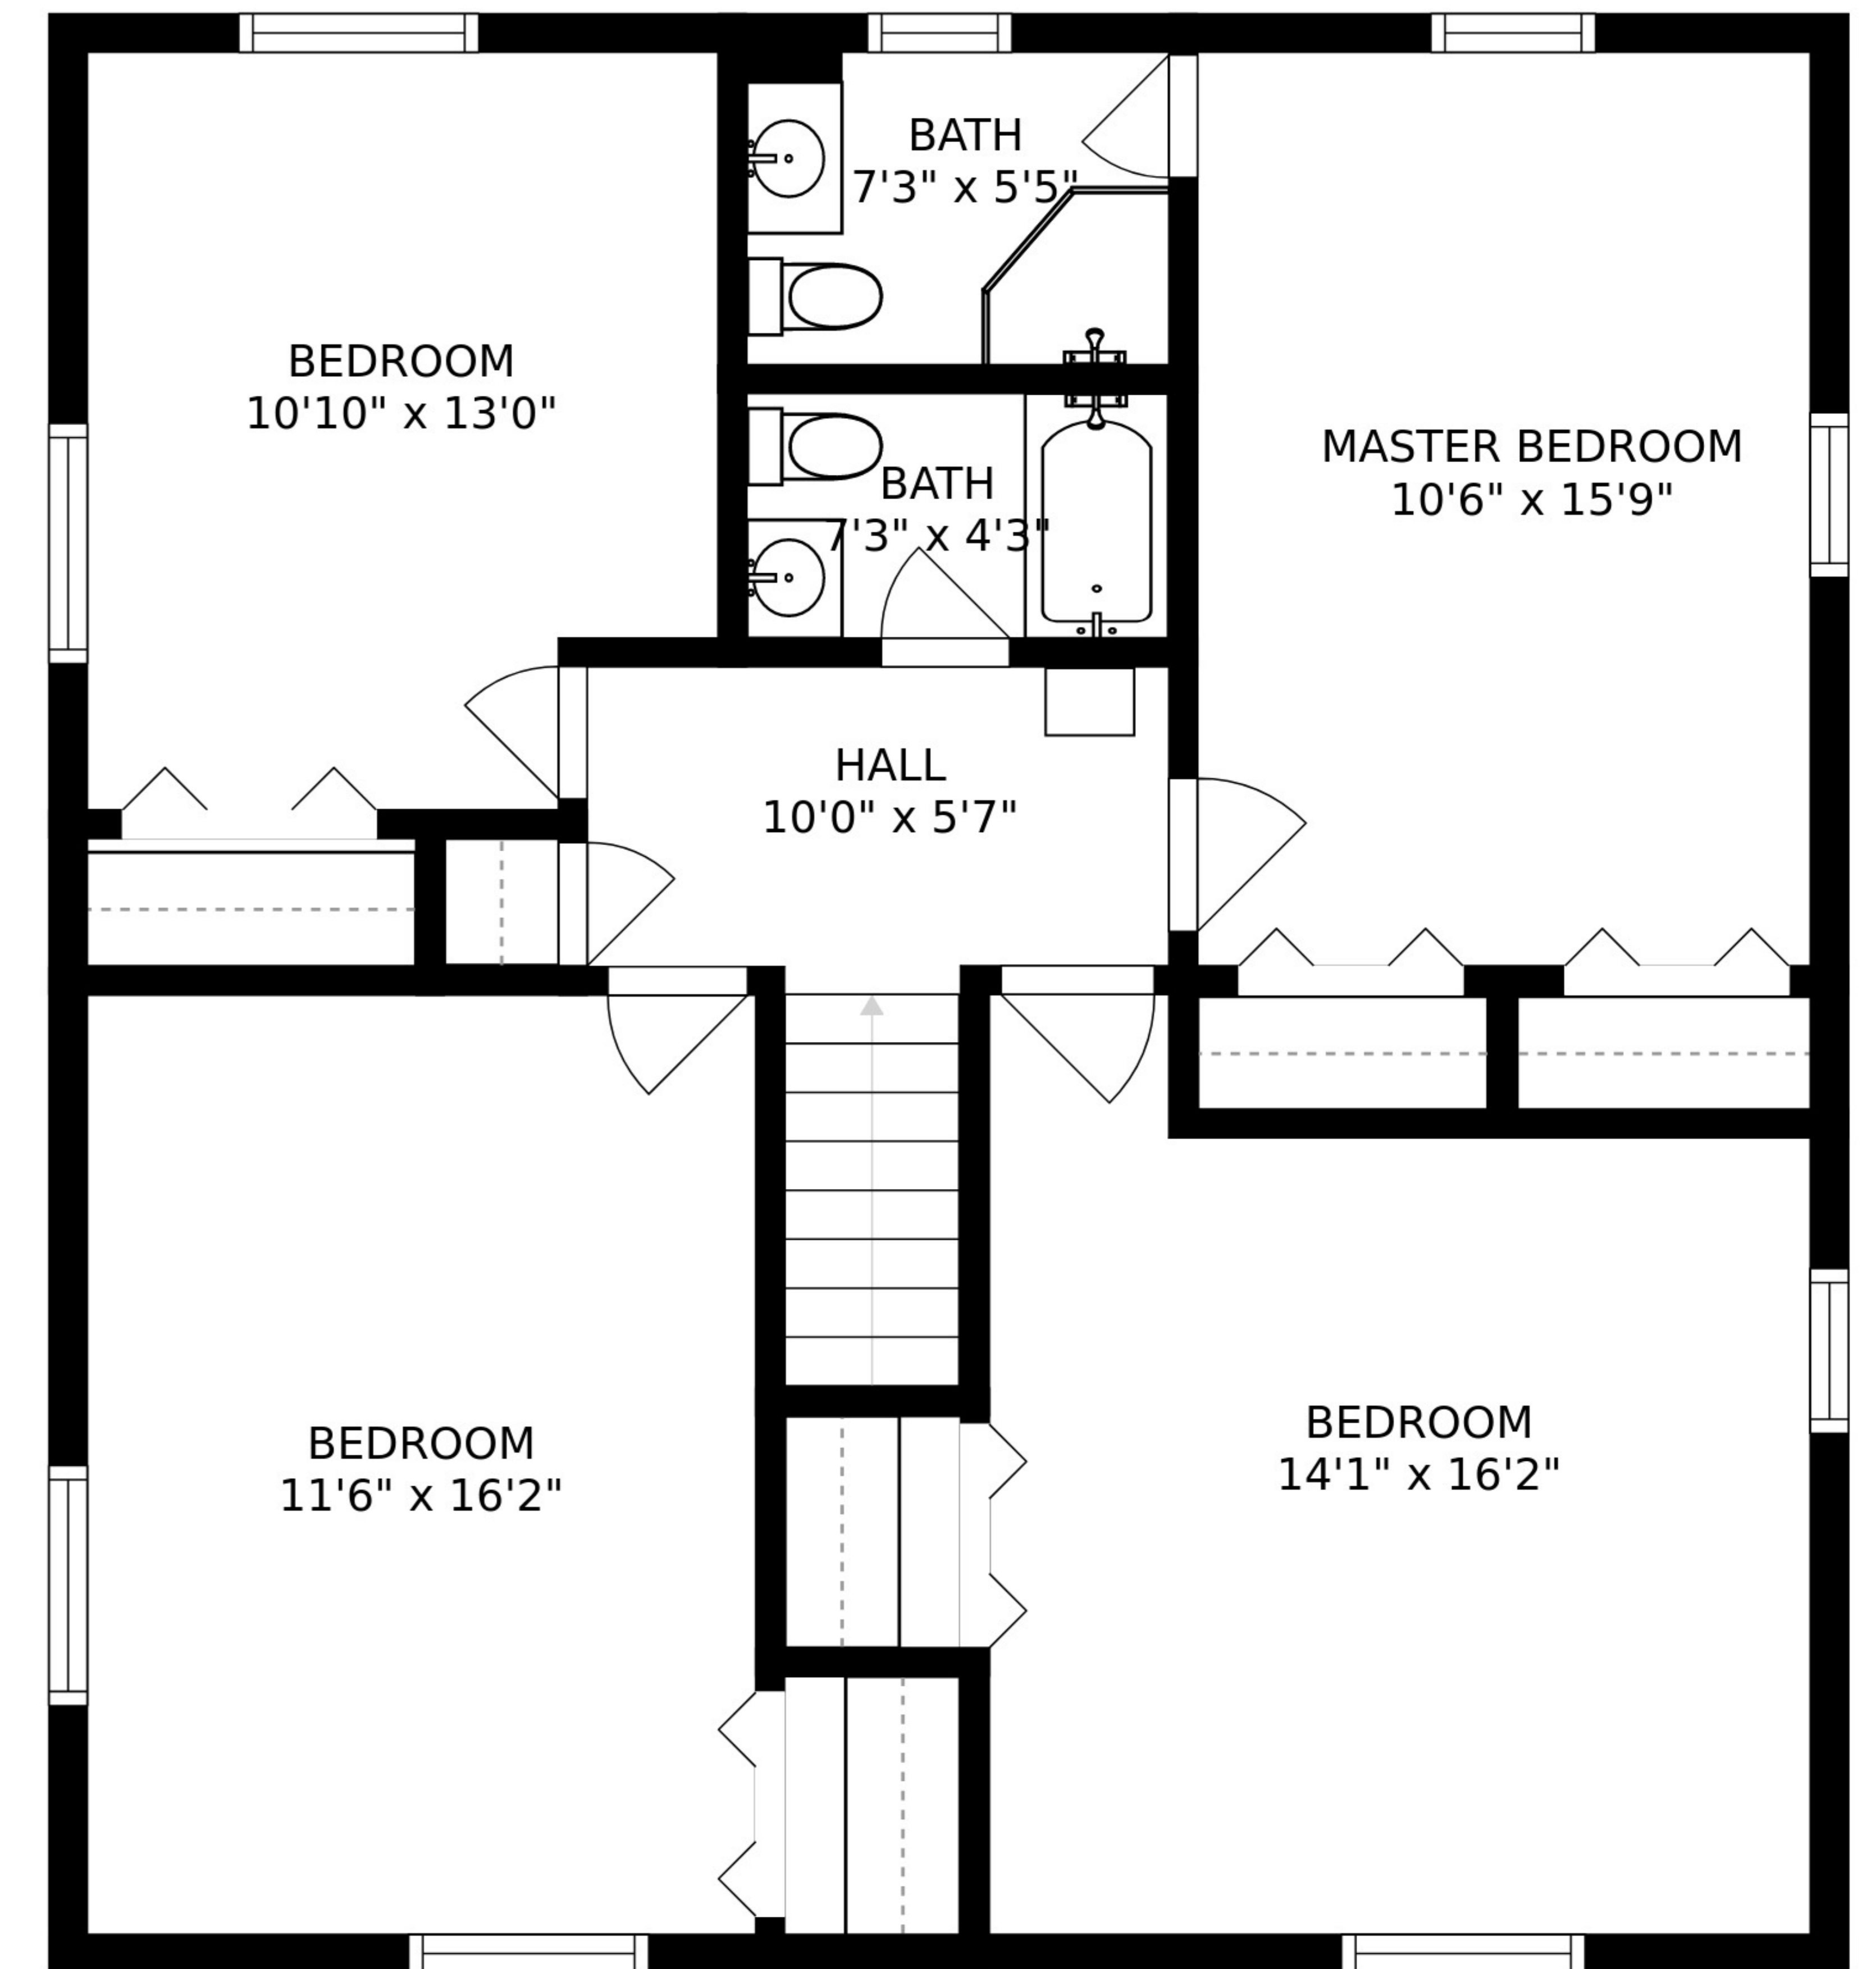 BATH
7'3" x 5'5"
BEDROOM
10'10" x 13'0"
MASTER BEDROOM
10'6" x 15'9"
BATH
7'3" x 4'3"
HALL
10'0" x 5'7"
BEDROOM
11'6" x 16'2"
BEDROOM
14'1" x 16'2"